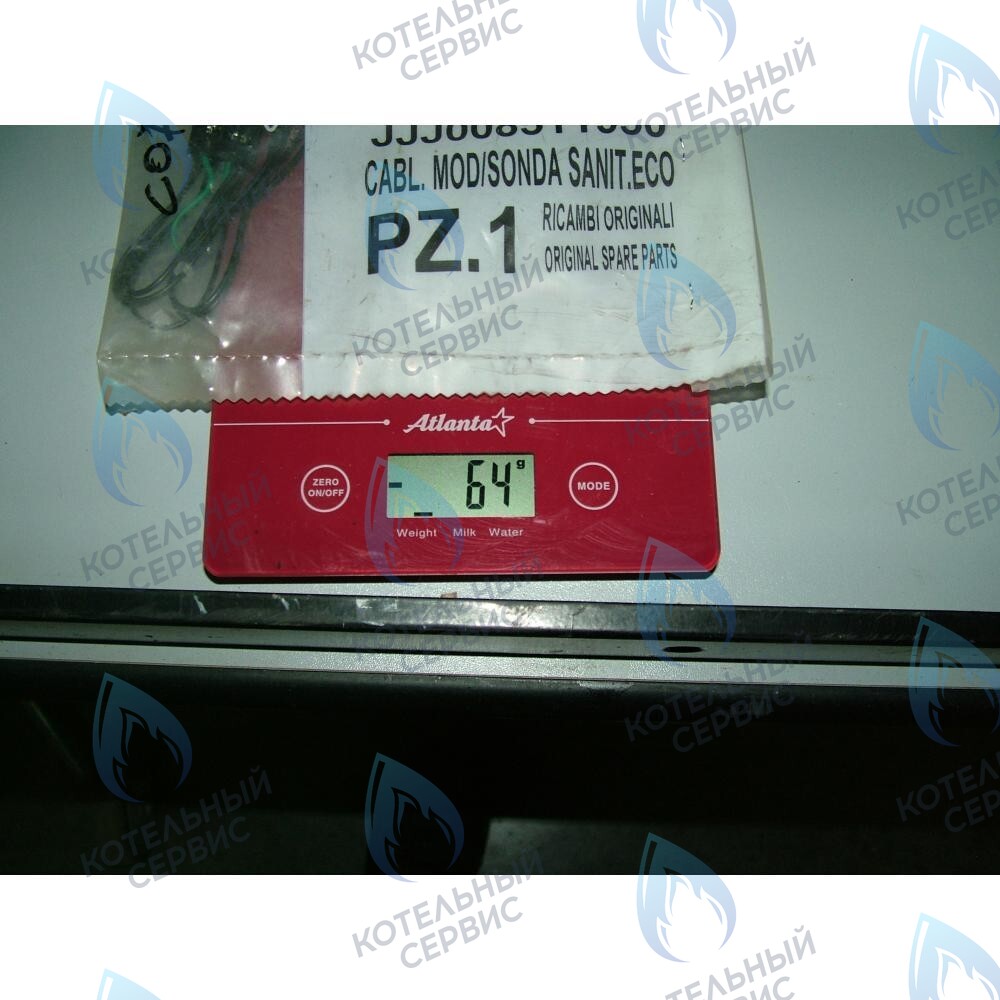 КОТЕЛЬНЫЙ
СЕРВИС
CABL. MOD/SONDA SANIT.ECO
PZ.1
RICAMBI ORIGINALI
ORIGINAL SPARE PARTS
Atlanta
ZERO
ON/OFF
- 64 g
MODE
Weight Milk Water